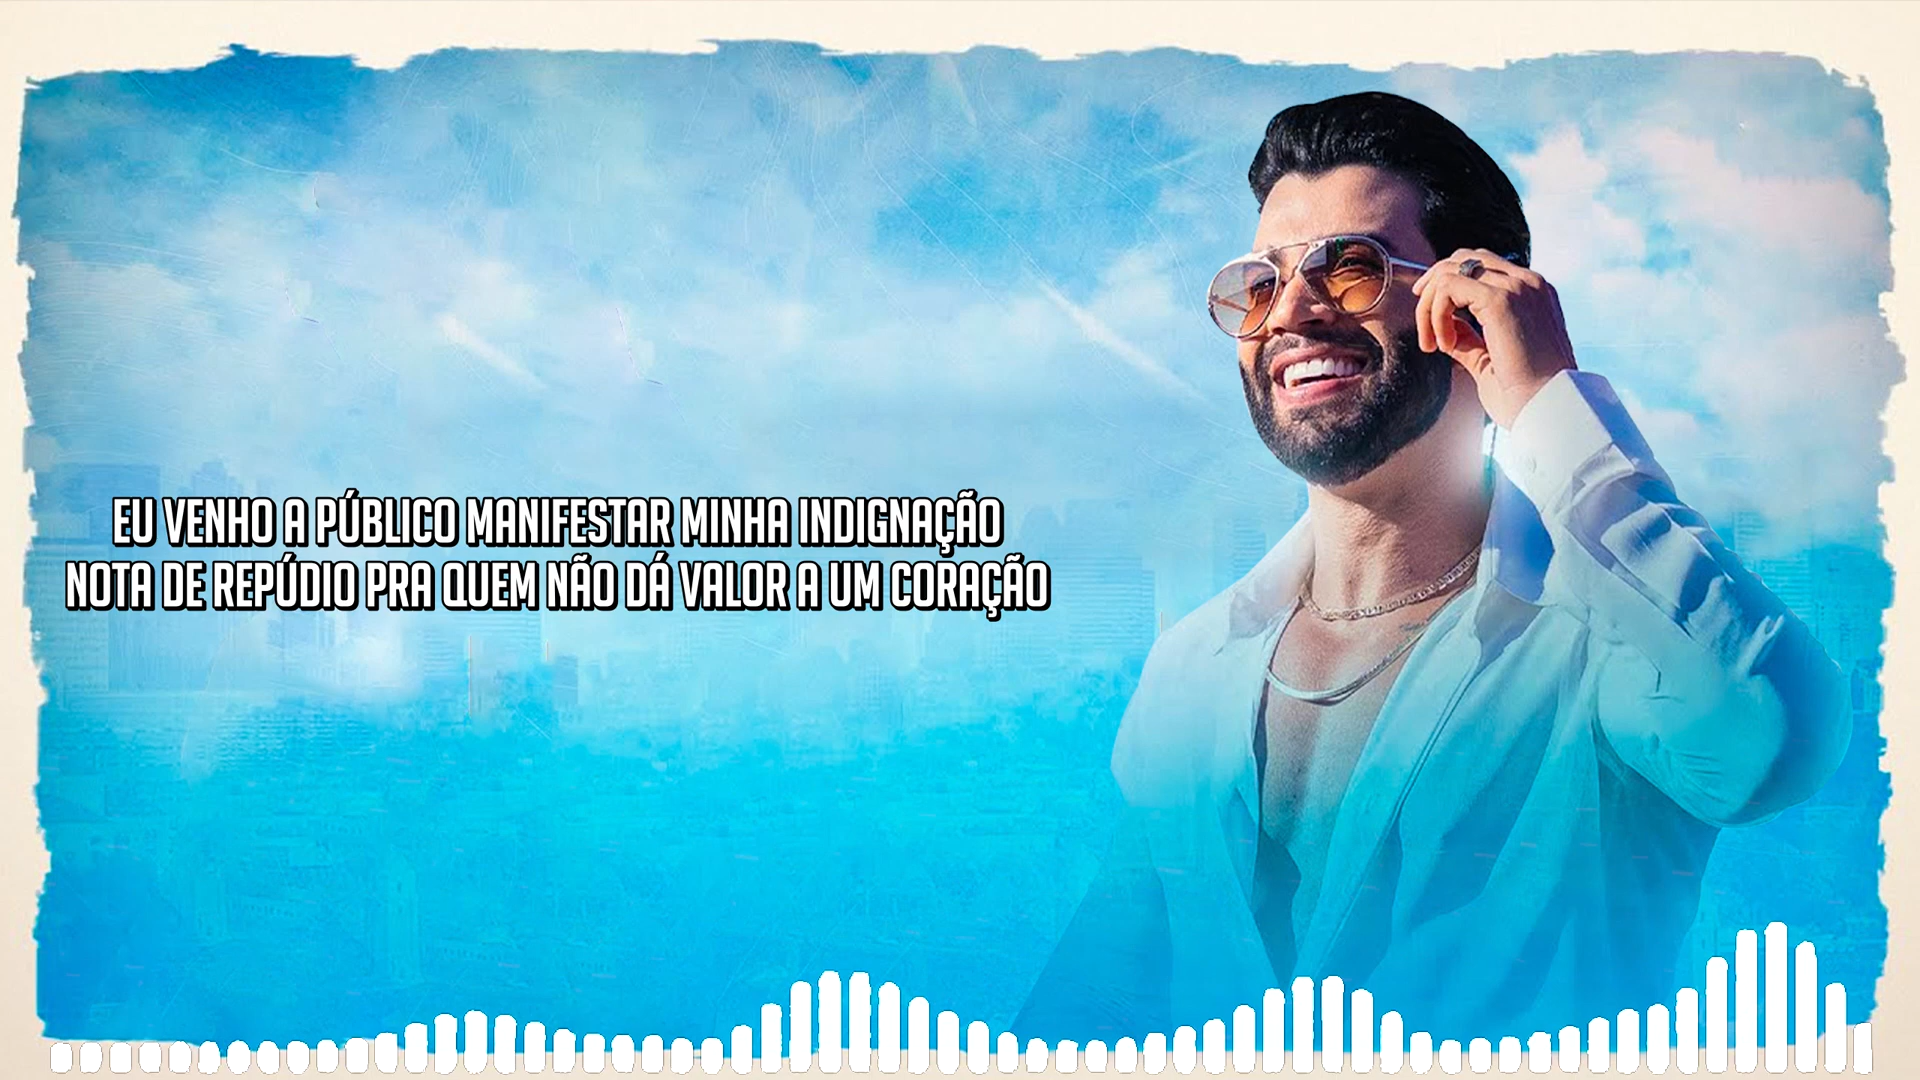 EU VENHO A PÚBLICO MANIFESTAR MINHA INDIGNAÇÃO
NOTA DE REPÚDIO PRA QUEM NÃO DÁ VALOR A UM CORAÇÃO